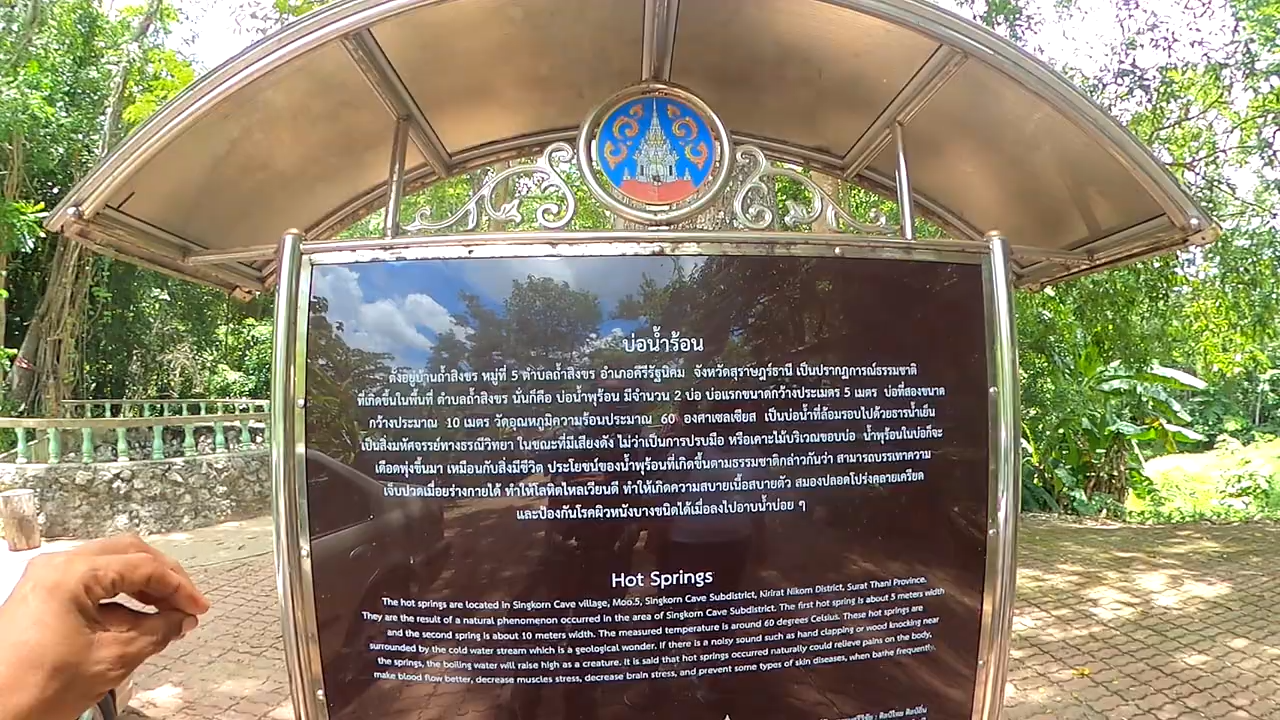 บ่อน้ำร้อน
ตั้งอยู่บ้านถ้ำสิงขร หมู่ที่ 5 ตำบลถ้ำสิงขร อำเภอคีรีรัฐนิคม จังหวัดสุราษฎร์ธานี เป็นปรากฏการณ์ธรรมชาติ
ที่เกิดขึ้นในพื้นที่ ตำบลถ้ำสิงขร นั่นก็คือ บ่อน้ำพุร้อน มีจำนวน 2 บ่อ บ่อแรกขนาดกว้างประเมตร 5 เมตร บ่อที่สองขนาด
กว้างประมาณ 10 เมตร วัดอุณหภูมิความร้อนประมาณ 60 องศาเซลเซียส เป็นบ่อน้ำที่ล้อมรอบไปด้วยธารน้ำเย็น
เป็นสิ่งมหัศจรรย์ทางธรณีวิทยา ในขณะที่มีเสียงดัง ไม่ว่าเป็นการปรบมือ หรือเคาะไม้บริเวณขอบบ่อ น้ำพุร้อนในบ่อก็จะ
เดือดพุ่งขึ้นมา เหมือนกับสิ่งมีชีวิต ประโยชน์ของน้ำพุร้อนที่เกิดขึ้นตามธรรมชาติกล่าวกันว่า สามารถบรรเทาความ
เจ็บปวดเมื่อยร่างกายได้ ทำให้โลหิตไหลเวียนดี ทำให้เกิดความสบายเนื้อสบายตัว สมองปลอดโปร่งคลายเครียด
และป้องกันโรคผิวหนังบางชนิดได้เมื่อลงไปอาบน้ำบ่อย ๆ
Hot Springs
The hot springs are located in Singkorn Cave village, Moo.5, Singkorn Cave Subdistrict, Kirirat Nikom District, Surat Thani Province.
They are the result of a natural phenomenon occurred in the area of Singkorn Cave Subdistrict. The first hot spring is about 5 meters width
and the second spring is about 10 meters width. The measured temperature is around 60 degrees Celsius. These hot springs are
surrounded by the cold water stream which is a geological wonder. If there is a noisy sound such as hand clapping or wood knocking near
the springs, the boiling water will raise high as a creature. It is said that hot springs occurred naturally could relieve pains on the body,
make blood flow better, decrease muscles stress, decrease brain stress, and prevent some types of skin diseases, when bathe frequently.